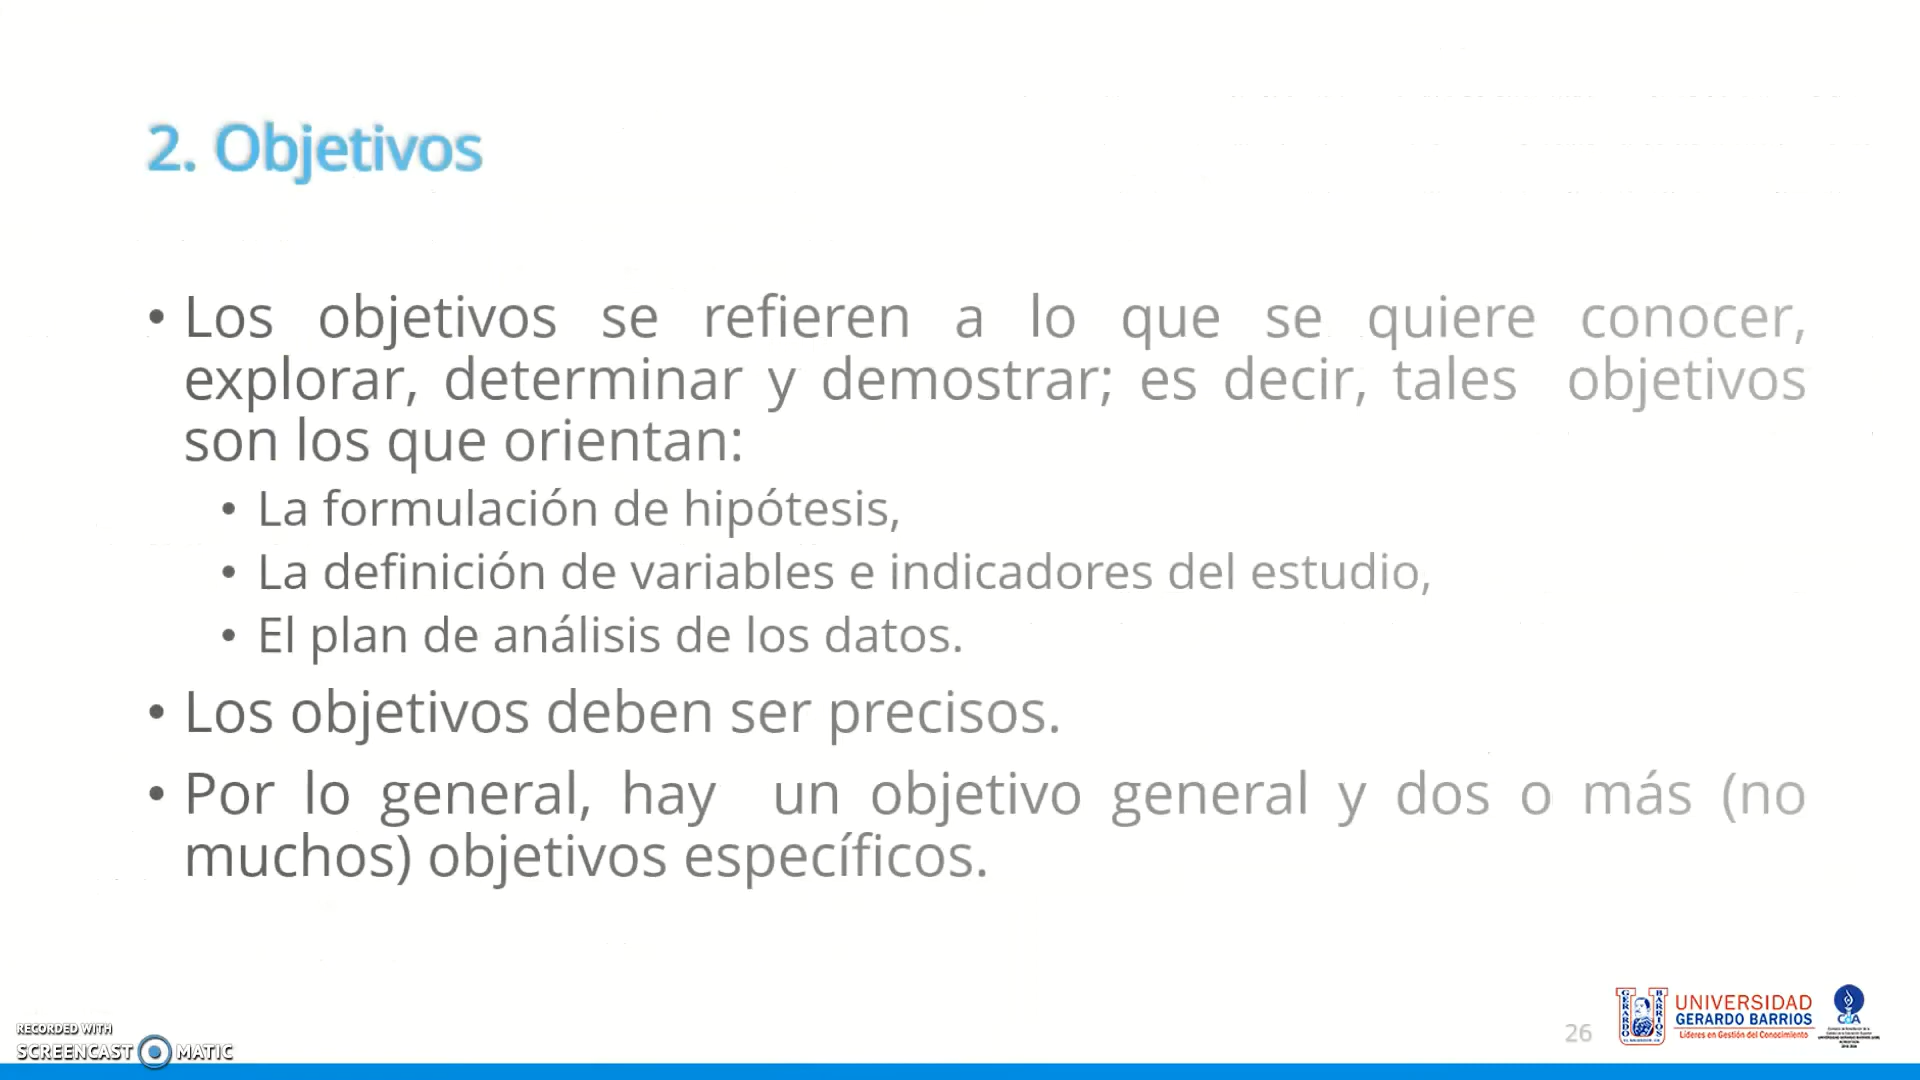 2. Objetivos
• Los objetivos se refieren a lo que se quiere conocer,
explorar, determinar y demostrar; es decir, tales objetivos
son los que orientan:
• La formulación de hipótesis,
• La definición de variables e indicadores del estudio,
• El plan de análisis de los datos.
• Los objetivos deben ser precisos.
• Por lo general, hay un objetivo general y dos o más (no
muchos) objetivos específicos.
26
GERARDO BARRIOS
UNIVERSIDAD
GERARDO BARRIOS
Líderes en Gestión del Conocimiento
RECORDED WITH
SCREENCAST MATIC